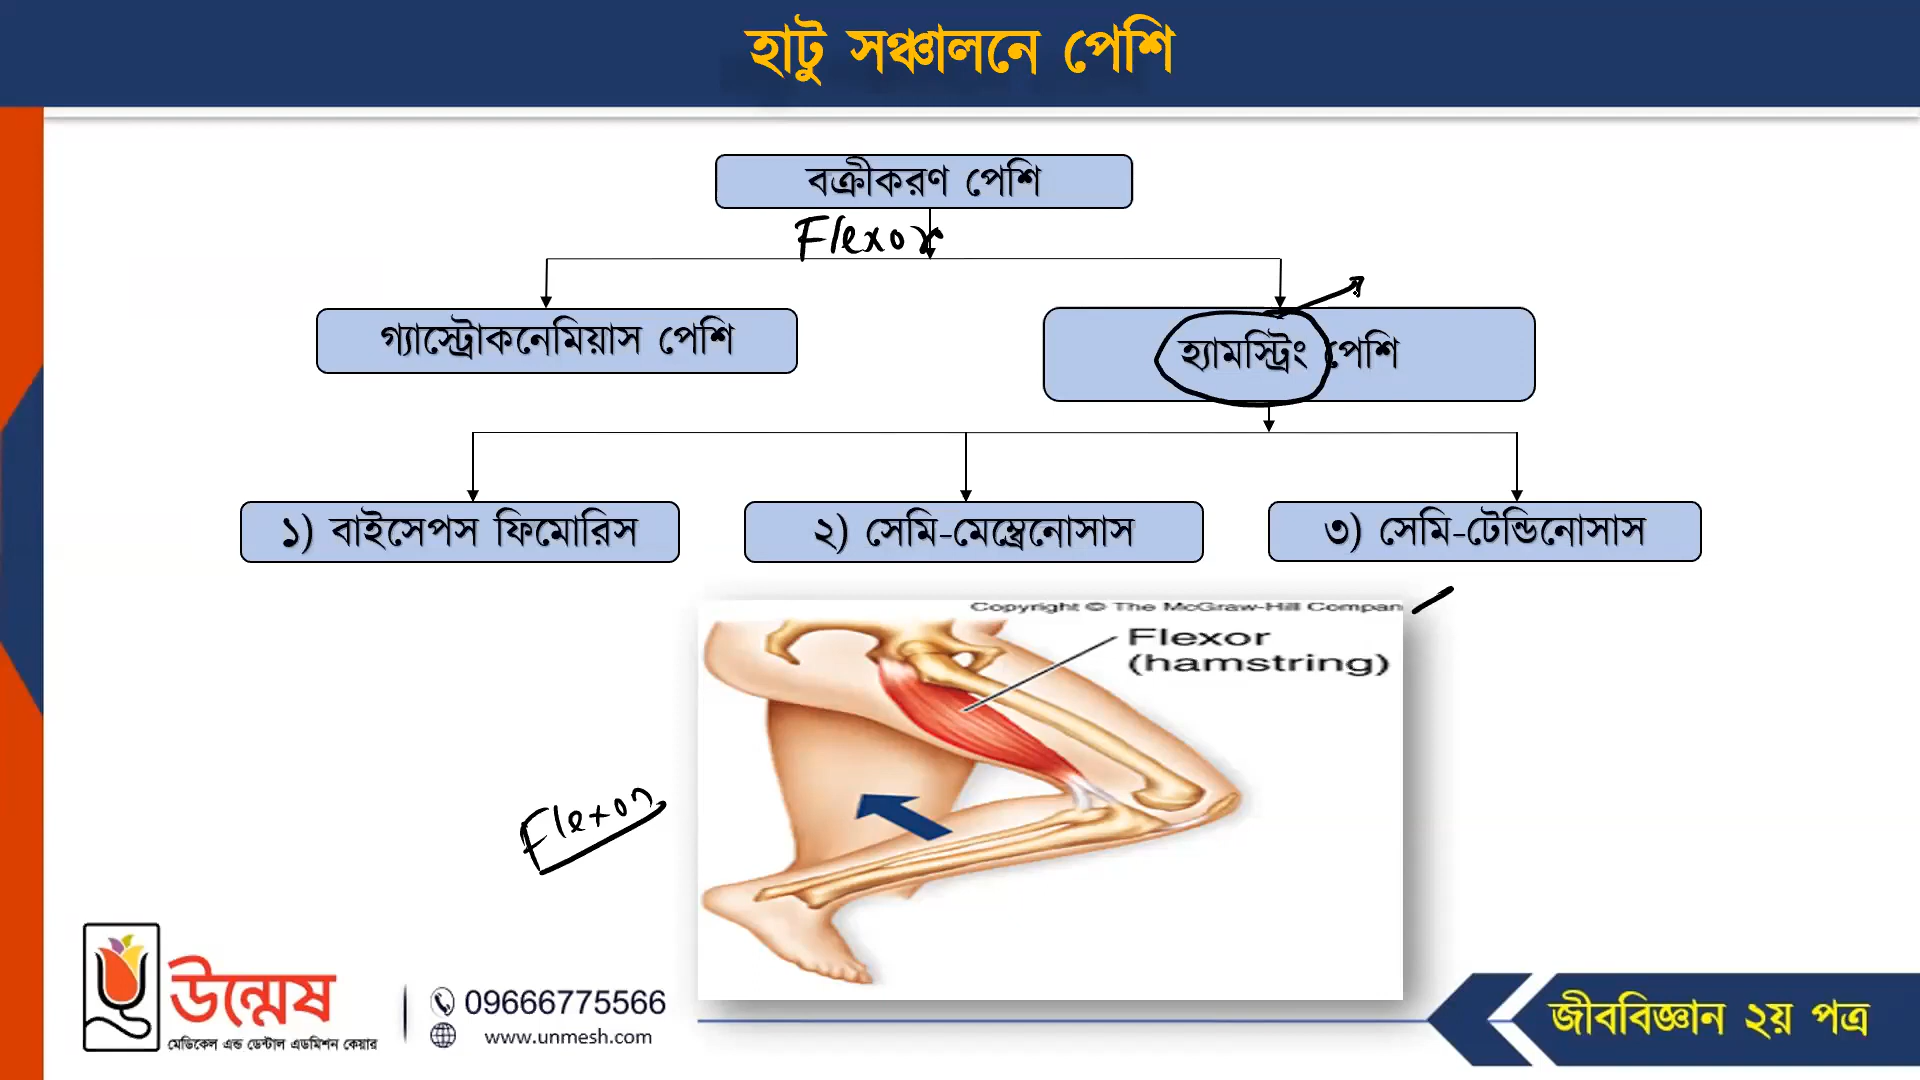 হাটু সঞ্চালনে পেশি
বক্রীকরণ পেশি
Flexor
গ্যাস্ট্রোকনেমিয়াস পেশি
হ্যামস্ট্রিং পেশি
১) বাইসেপস ফিমোরিস
২) সেমি-মেম্ব্রেনোসাস
৩) সেমি-টেন্ডিনোসাস
Copyright © The McGraw-Hill Compan
Flexor
(hamstring)
Flexor
উন্মেষ
মেডিকেল এন্ড ডেন্টাল এডমিশন কেয়ার
09666775566
www.unmesh.com
জীববিজ্ঞান ২য় পত্র